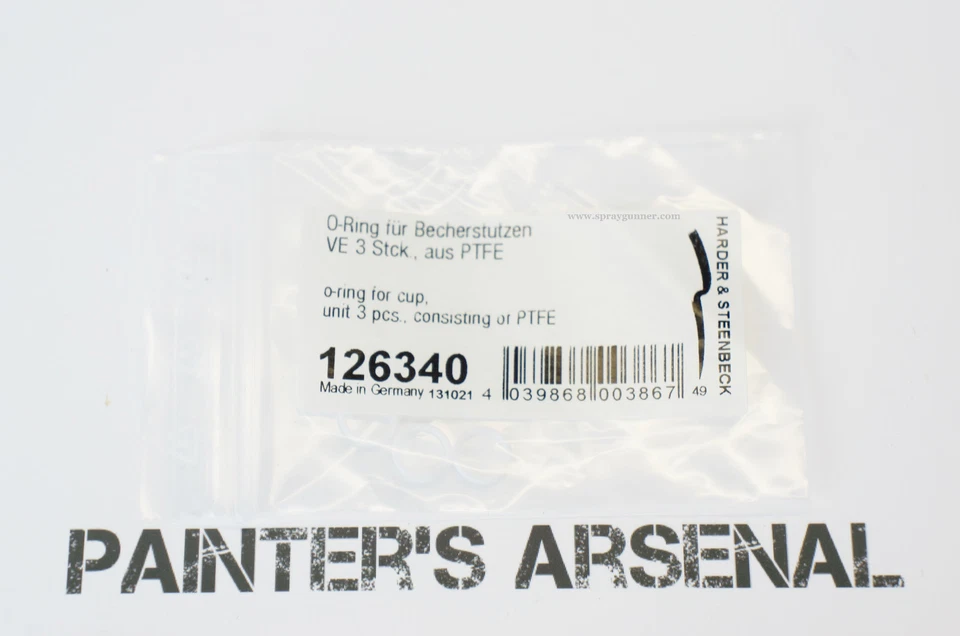 www.spraygunner.com
O-Ring für Becherstutzen
VE 3 Stck., aus PTFE
o-ring for cup,
unit 3 pcs., consisting of PTFE
126340
Made in Germany 131021
4 039868 003867
49
HARDER & STEENBECK
PAINTER'S ARSENAL